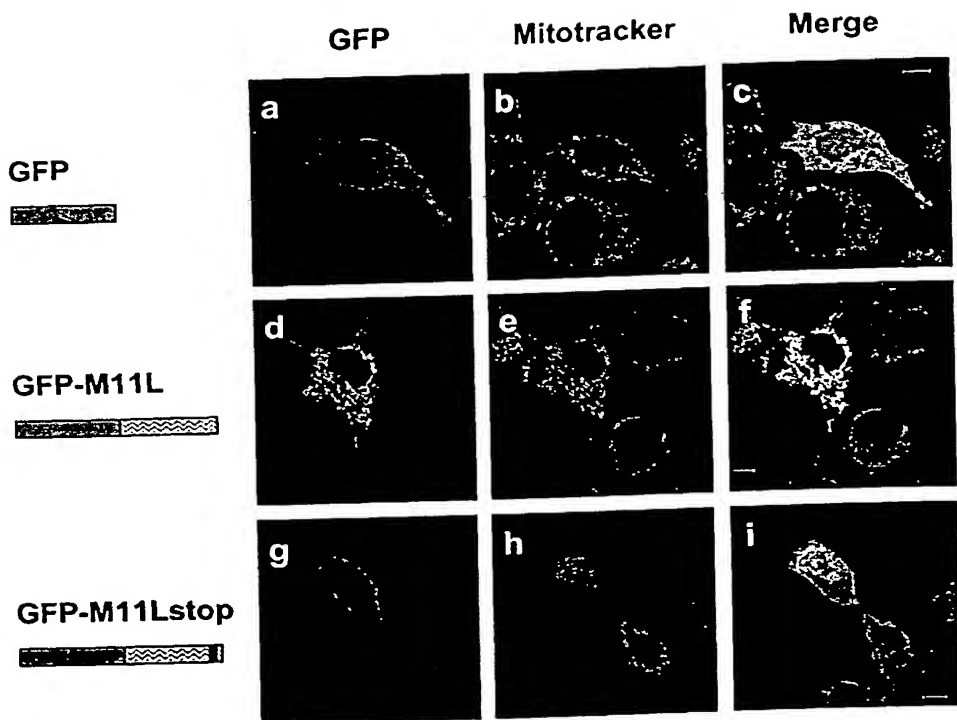 GFP Mitotracker Merge
GFP
a b c
GFP-M11L
d e f
GFP-M11Lstop
g h i